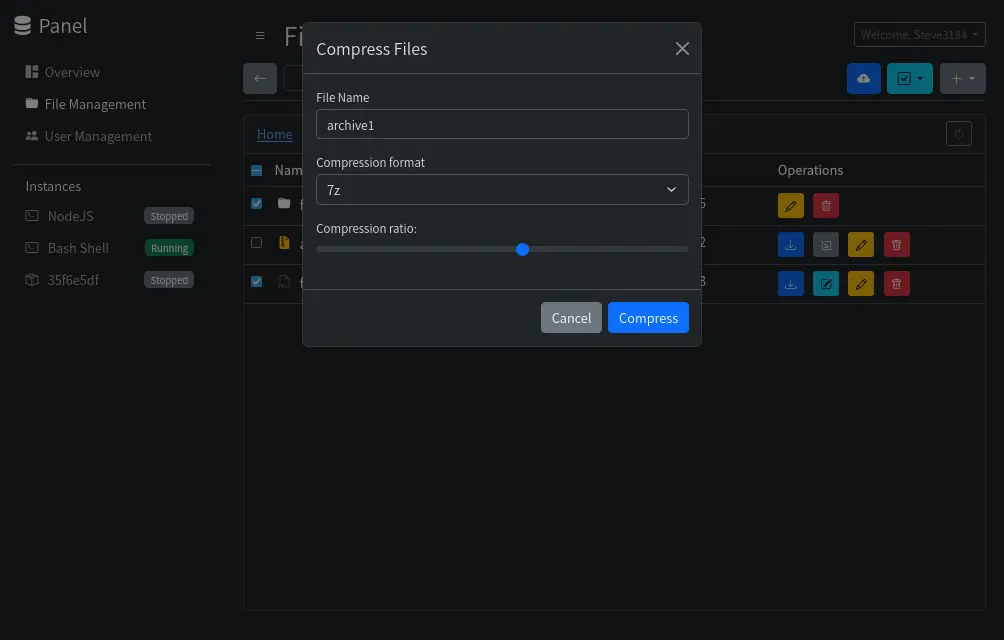 Panel
Overview
File Management
User Management
Instances
NodeJS Stopped
Bash Shell Running
35f6e5df Stopped
Fi
Welcome, Steve3184
Home
Nam
Operations
5
2
3
Compress Files
File Name
archive1
Compression format
7z
Compression ratio:
Cancel Compress